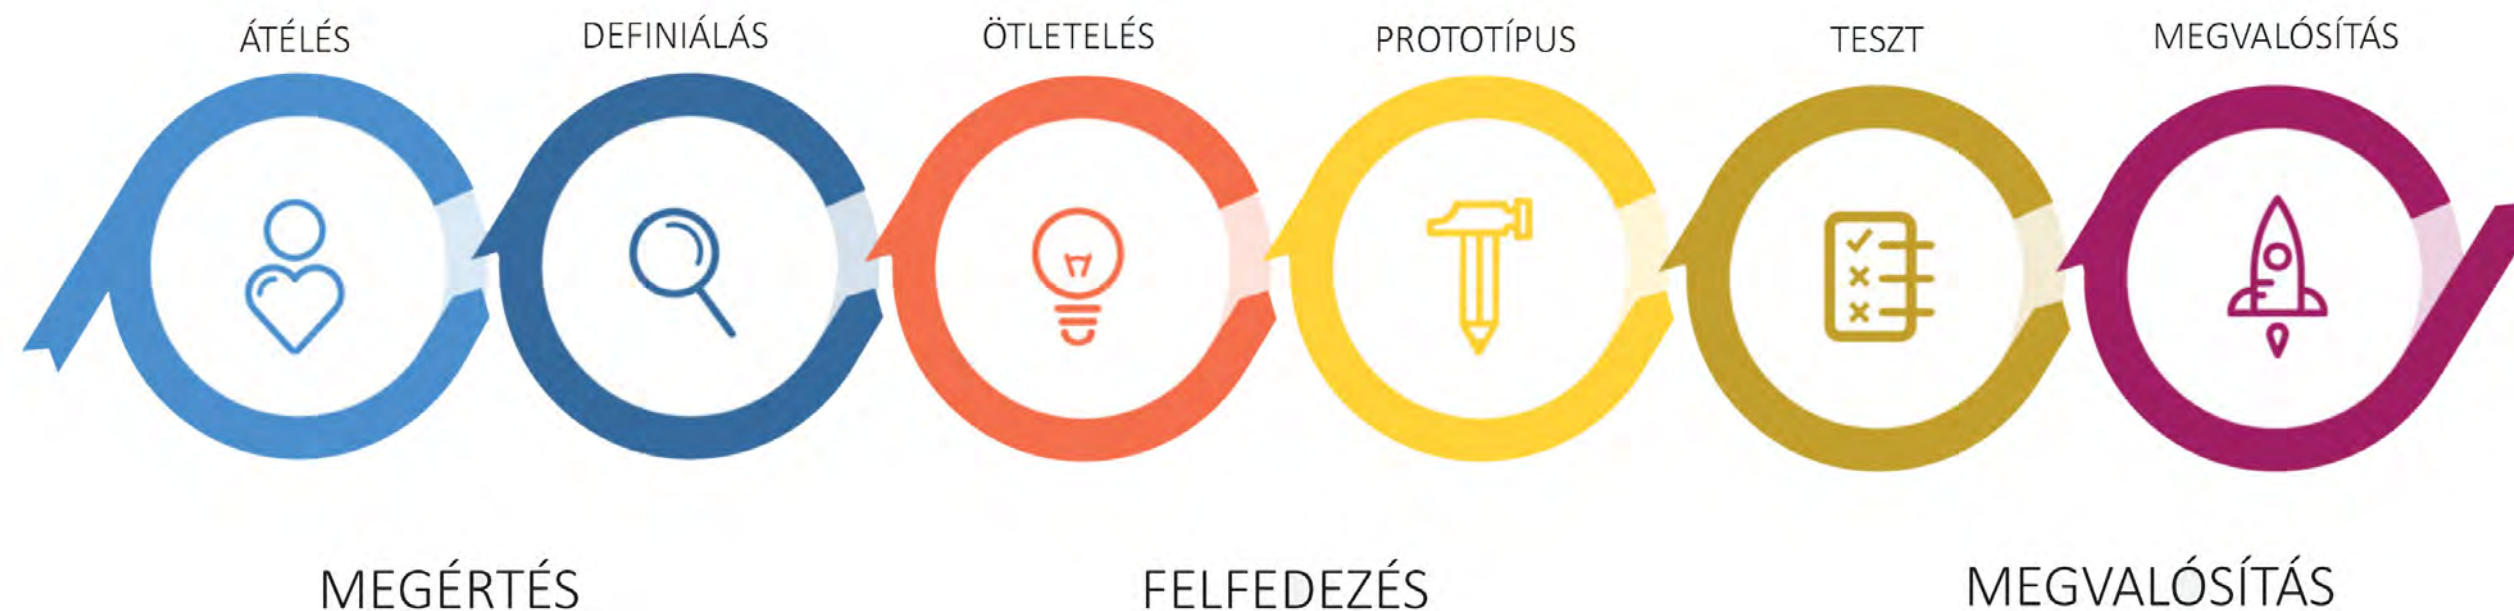 ÁTÉLÉS
DEFINIÁLÁS
ÖTLETELÉS
PROTOTÍPUS
TESZT
MEGVALÓSÍTÁS
MEGÉRTÉS
FELFEDEZÉS
MEGVALÓSÍTÁS